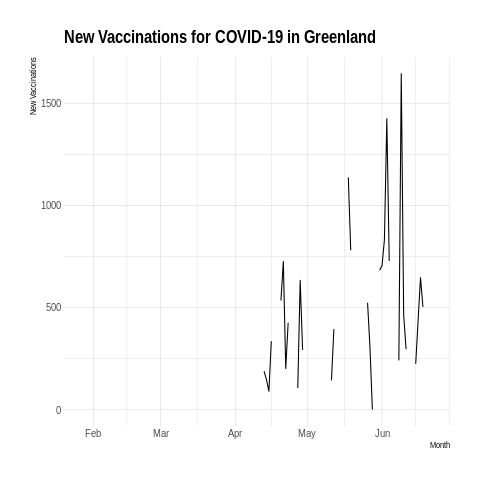 New Vaccinations for COVID-19 in Greenland
New Vaccinations
1500
1000
500
0
Feb Mar Apr May Jun
Month